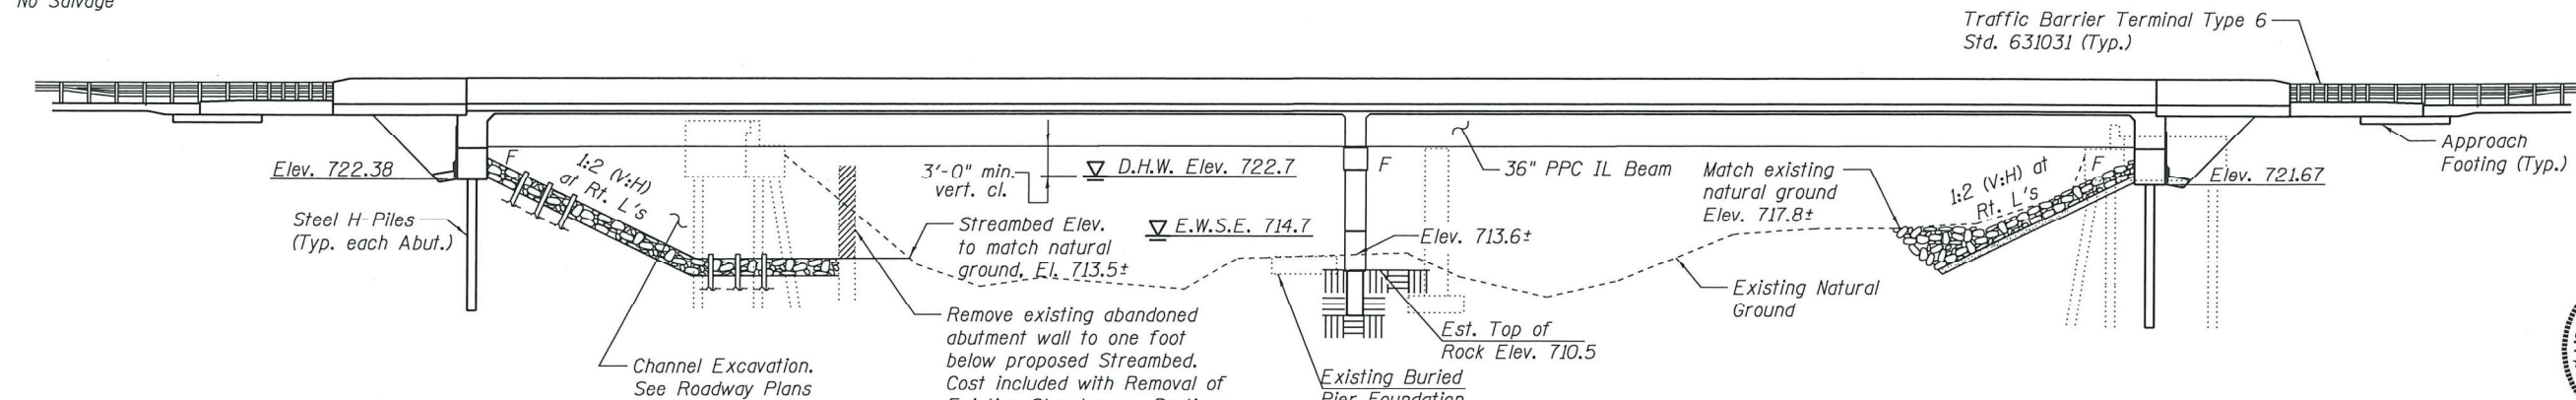 No Salvage
Traffic Barrier Terminal Type 6
Std. 631031 (Typ.)
Approach
Footing (Typ.)
Elev. 722.38
F
1:2 (V:H)
at Rt. L's
Steel H-Piles
(Typ. each Abut.)
3'-0" min.
vert. cl.
D.H.W. Elev. 722.7
E.W.S.E. 714.7
Streambed Elev.
to match natural
ground, El. 713.5±
F
36" PPC IL Beam
Match existing
natural ground
Elev. 717.8±
1:2 (V:H) at
Rt. L's
F
Elev. 721.67
Elev. 713.6±
Existing Natural
Ground
Remove existing abandoned
abutment wall to one foot
below proposed Streambed.
Cost included with Removal of
Est. Top of
Rock Elev. 710.5
Channel Excavation.
See Roadway Plans
Existing Buried
Pier Foundation